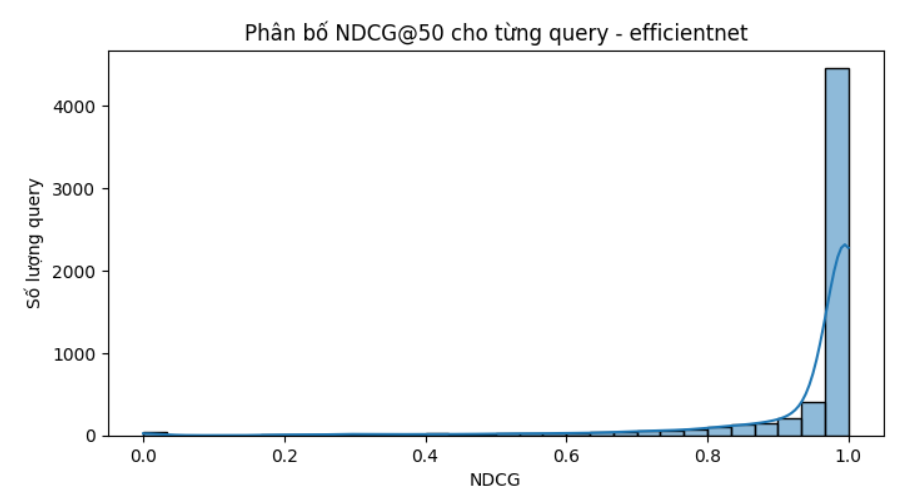 Phân bố NDCG@50 cho từng query - efficientnet
Số lượng query
4000
3000
2000
1000
0
0.0 0.2 0.4 0.6 0.8 1.0
NDCG